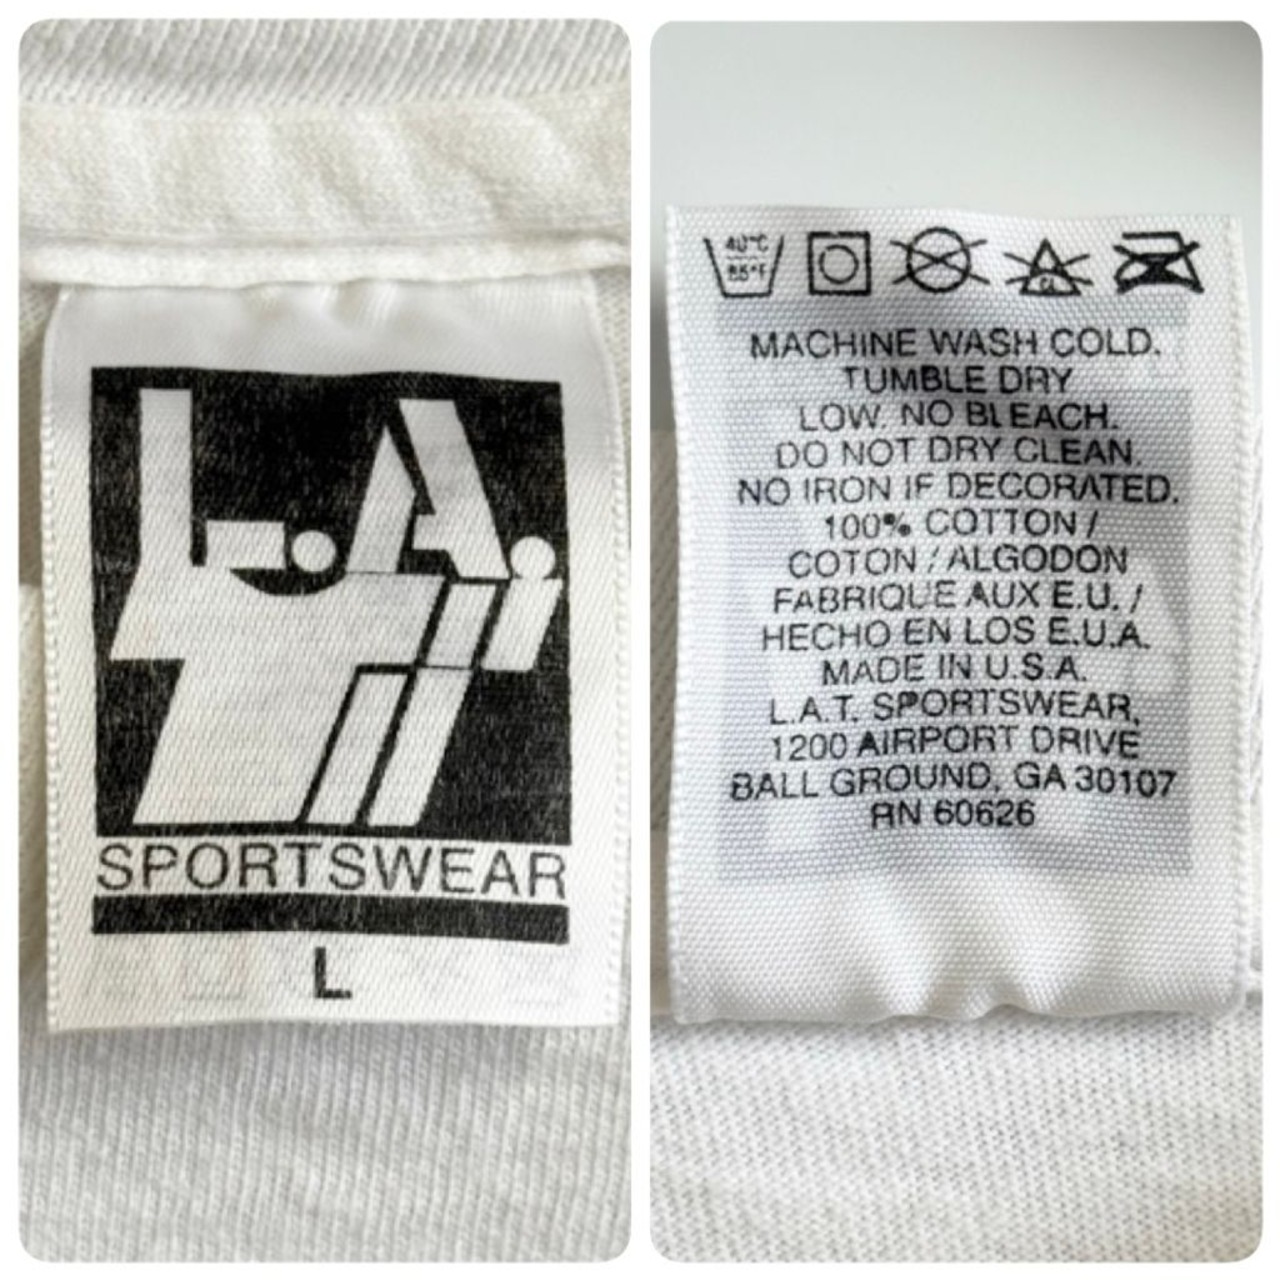 L.A.T.
SPORTSWEAR
L
40°C
MACHINE WASH COLD.
TUMBLE DRY
LOW. NO BLEACH.
DO NOT DRY CLEAN.
NO IRON IF DECORATED.
100% COTTON /
COTON / ALGODON
FABRIQUE AUX E.U. /
HECHO EN LOS E.U.A.
MADE IN U.S.A.
L.A.T. SPORTSWEAR,
1200 AIRPORT DRIVE
BALL GROUND, GA 30107
RN 60626